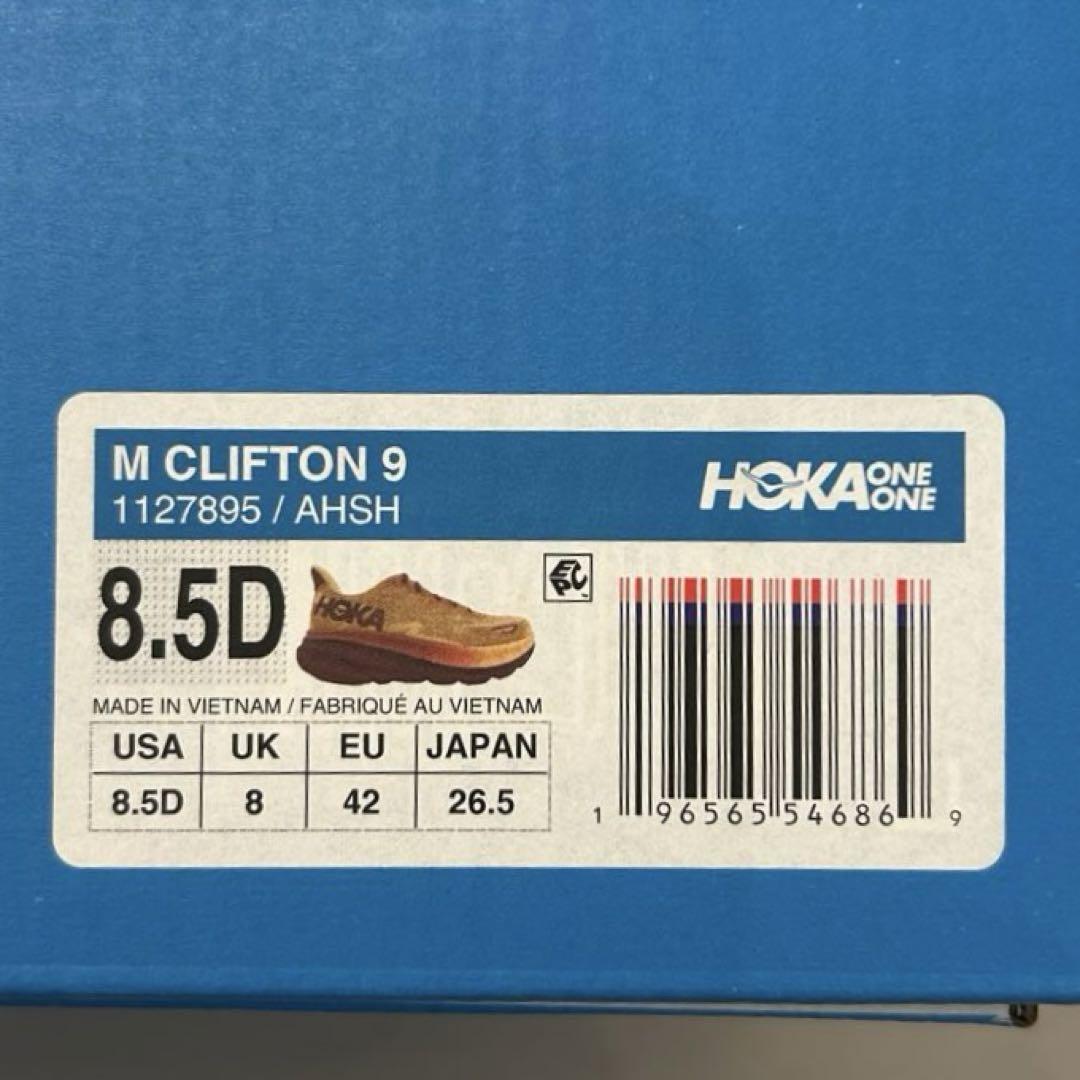 M CLIFTON 9
1127895 / AHSH
HOKA ONE ONE
8.5D
HOKA
EPC
MADE IN VIETNAM / FABRIQUÉ AU VIETNAM
USA UK EU JAPAN
8.5D 8 42 26.5
1 96565 54686 9